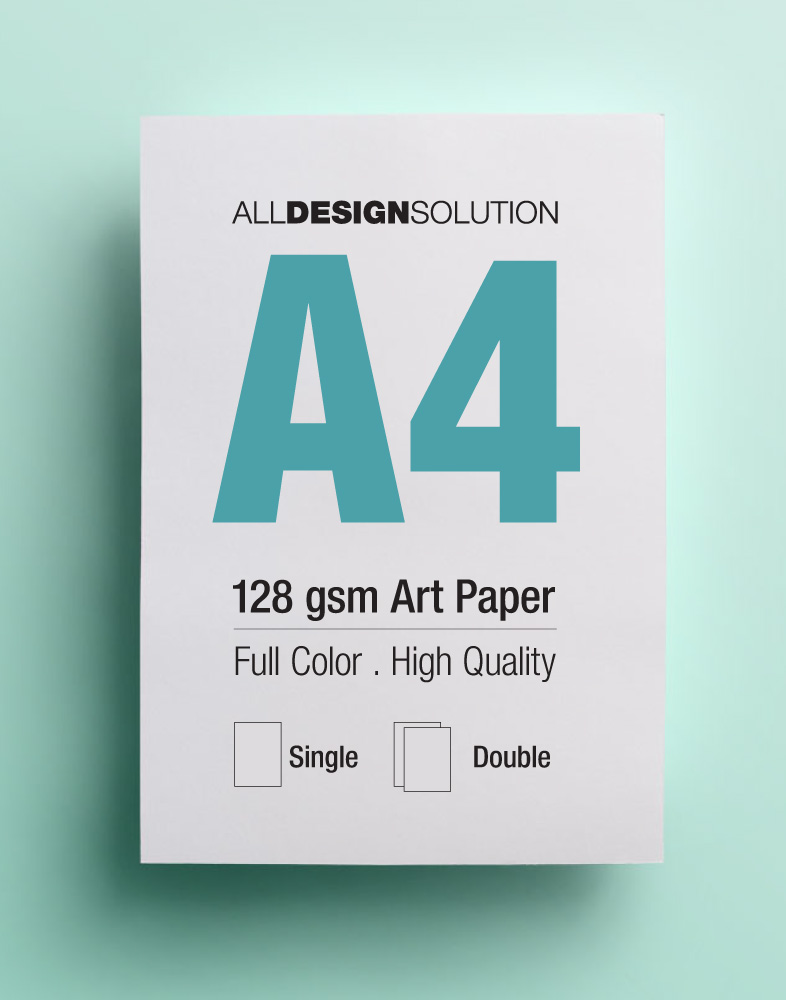 ALLDESIGNSOLUTION
A4
128 gsm Art Paper
Full Color . High Quality
Single
Double